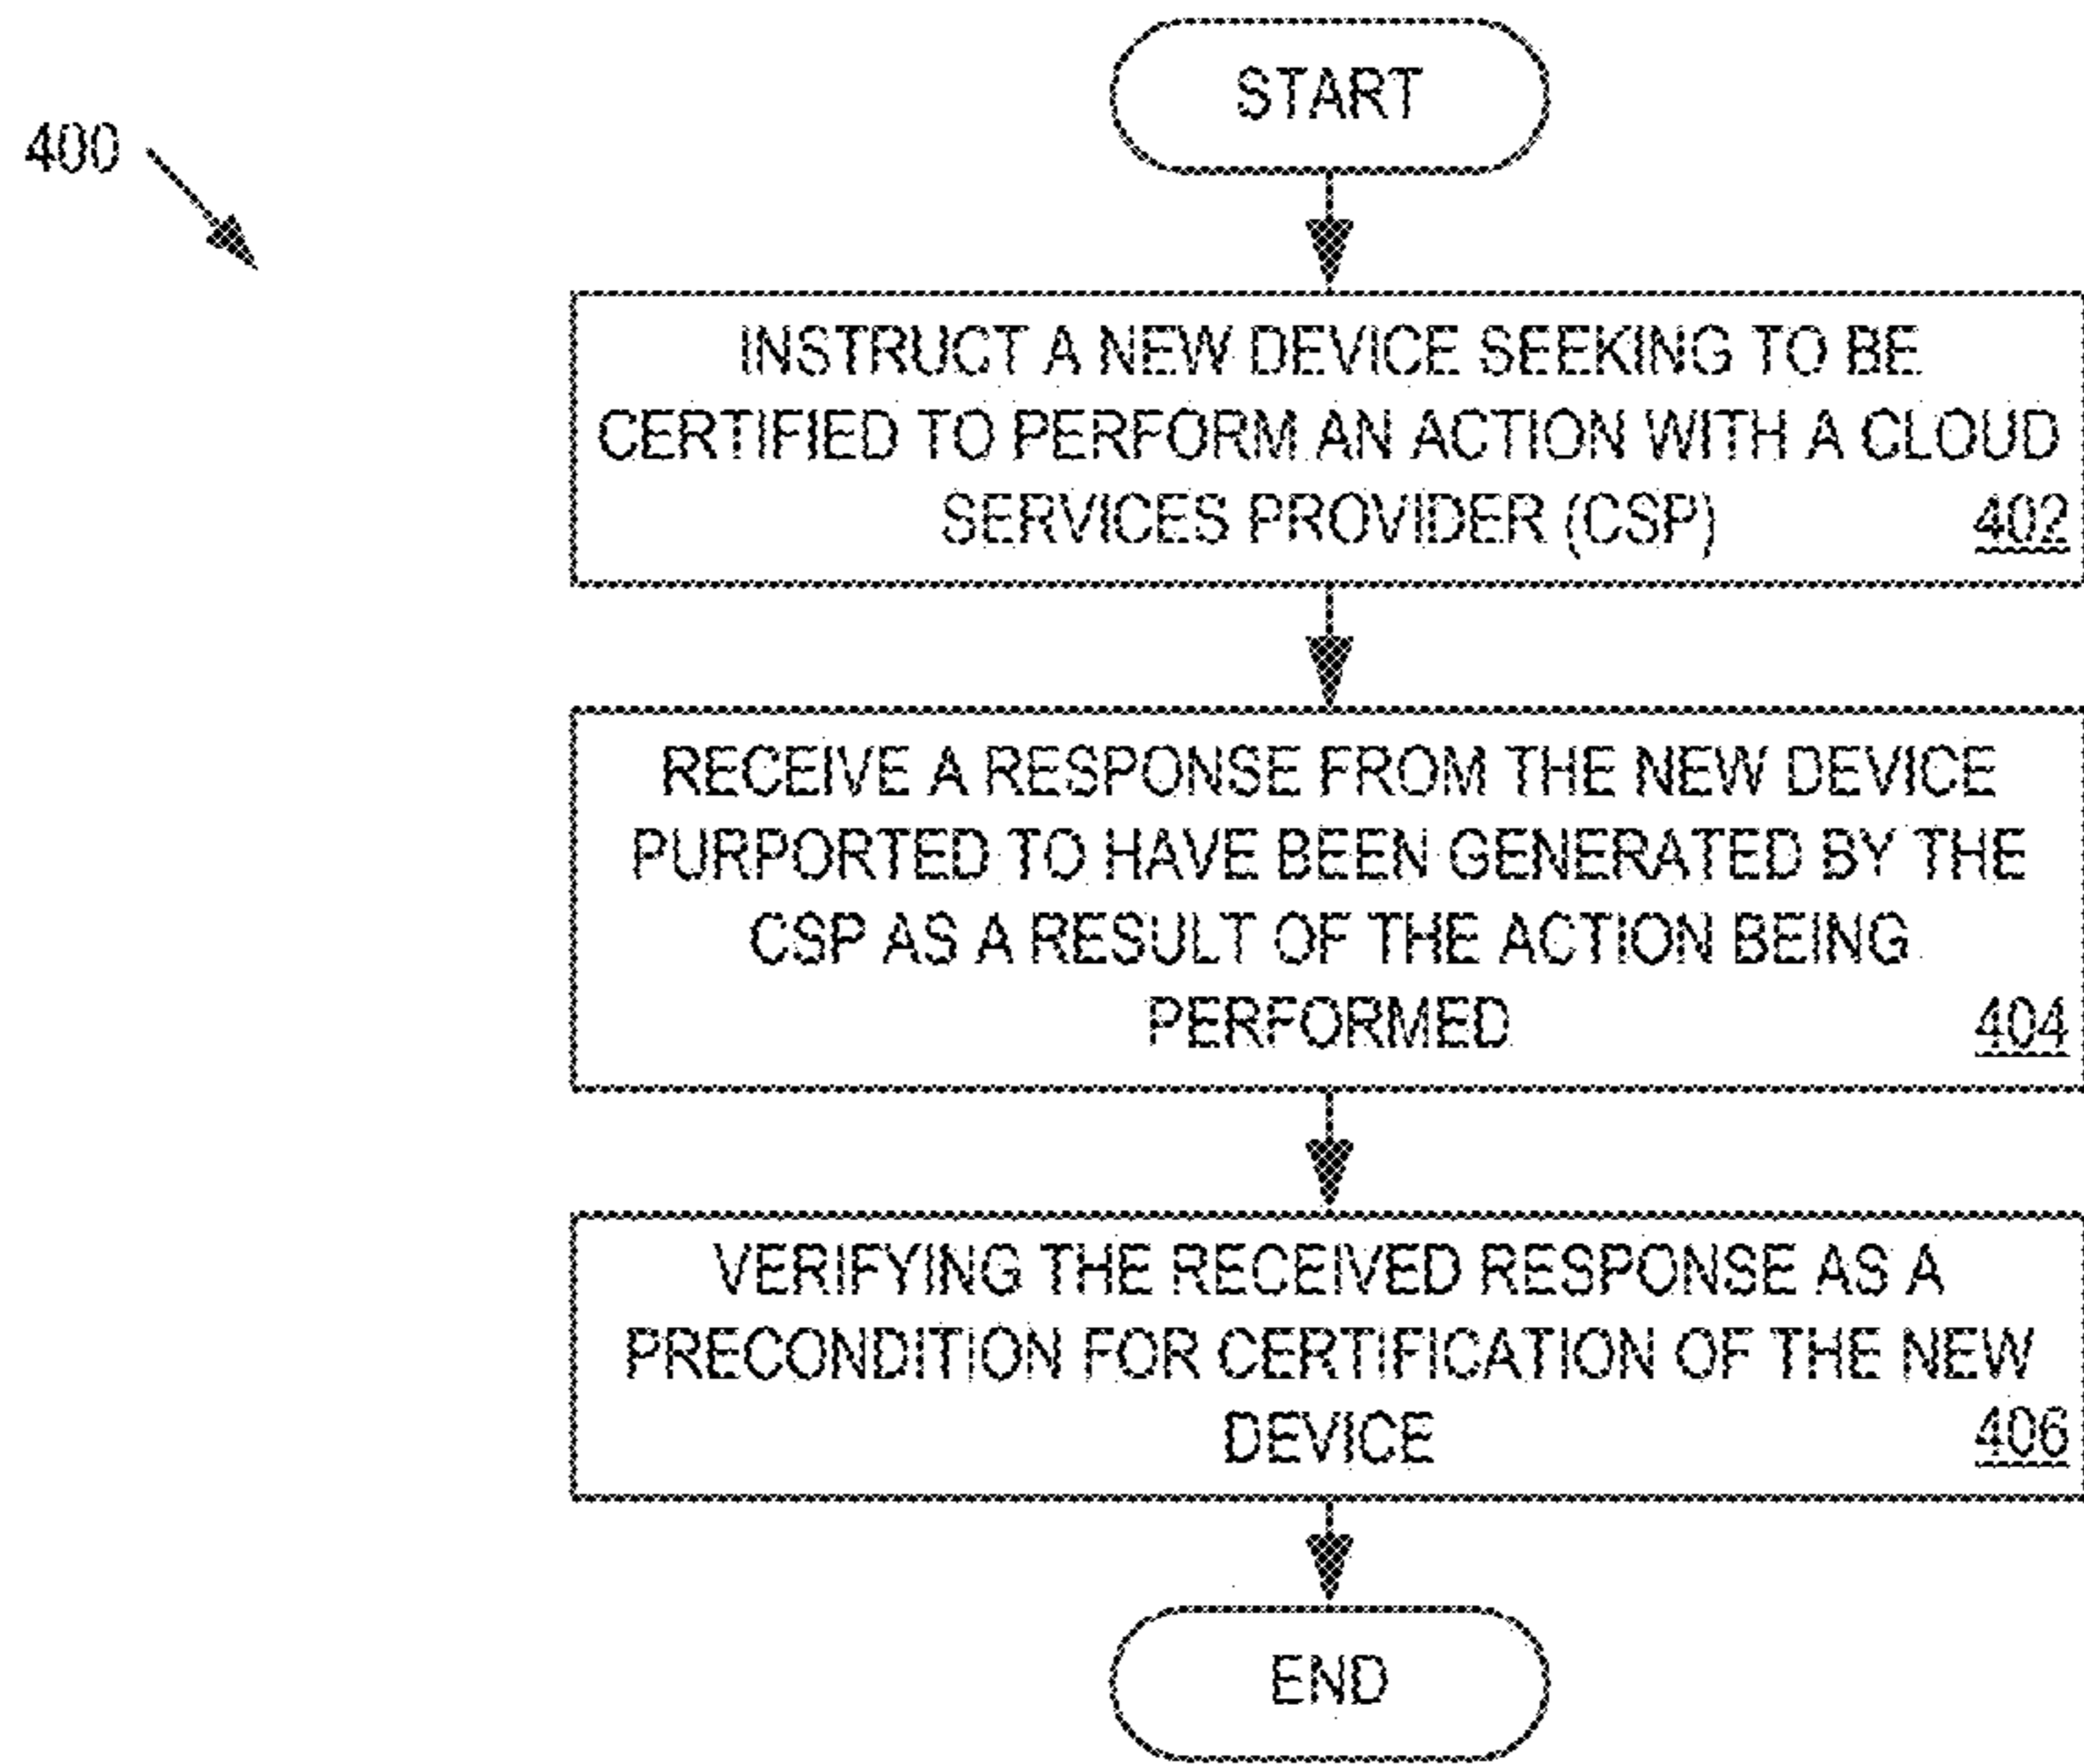 START
400
INSTRUCT A NEW DEVICE SEEKING TO BE
CERTIFIED TO PERFORM AN ACTION WITH A CLOUD
SERVICES PROVIDER (CSP) 402
RECEIVE A RESPONSE FROM THE NEW DEVICE
PURPORTED TO HAVE BEEN GENERATED BY THE
CSP AS A RESULT OF THE ACTION BEING
PERFORMED 404
VERIFYING THE RECEIVED RESPONSE AS A
PRECONDITION FOR CERTIFICATION OF THE NEW
DEVICE 406
END